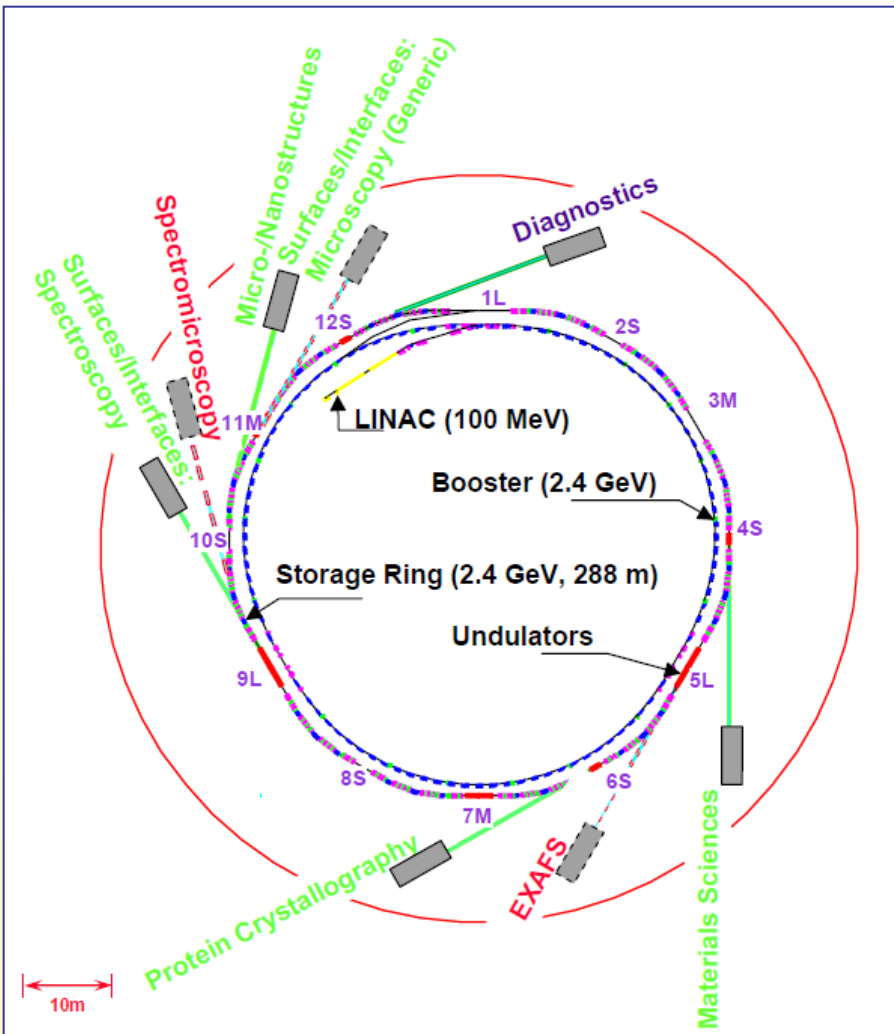 Micro-/Nanostructures
Surfaces/Interfaces:
Microscopy (Generic)
Spectromicroscopy
Surfaces/Interfaces:
Spectroscopy
Diagnostics
1L
12S
2S
3M
11M
LINAC (100 MeV)
Booster (2.4 GeV)
4S
10S
Storage Ring (2.4 GeV, 288 m)
Undulators
9L
5L
8S
6S
7M
EXAFS
Protein Crystallography
Materials Sciences
10m